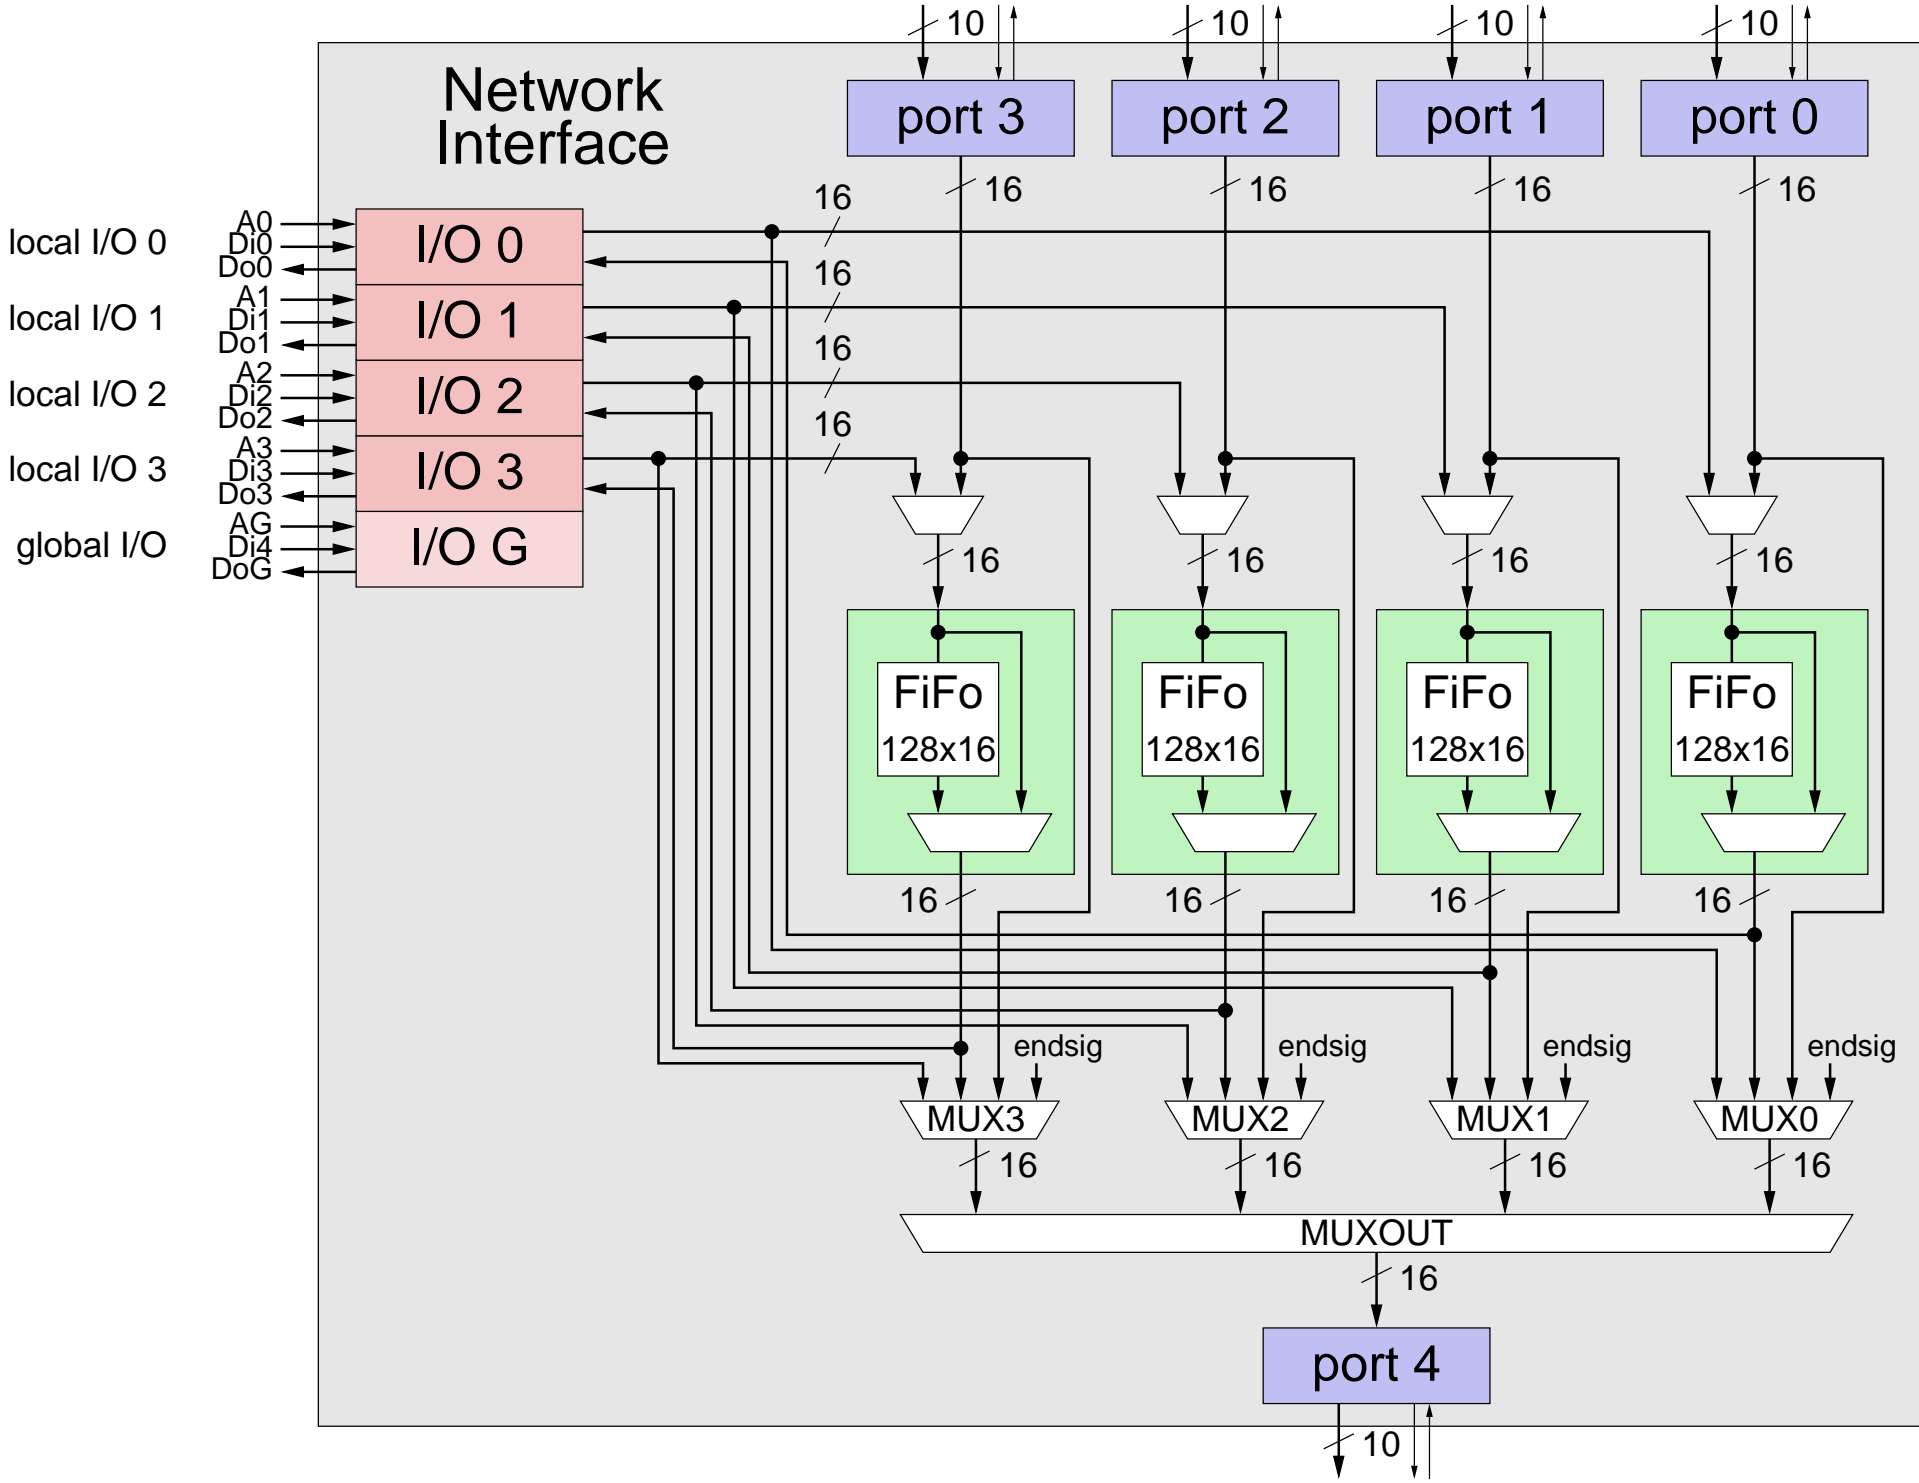 10 10 10 10
Network
Interface
port 3 port 2 port 1 port 0
16 16 16 16
16
local I/O 0 A0 Di0 Do0 I/O 0
16
local I/O 1 A1 Di1 Do1 I/O 1
16
local I/O 2 A2 Di2 Do2 I/O 2
16
local I/O 3 A3 Di3 Do3 I/O 3
global I/O AG Di4 DoG I/O G
16 16 16 16
FiFo FiFo FiFo FiFo
128x16 128x16 128x16 128x16
16 16 16 16
endsig endsig endsig endsig
MUX3 MUX2 MUX1 MUX0
16 16 16 16
MUXOUT
16
port 4
10